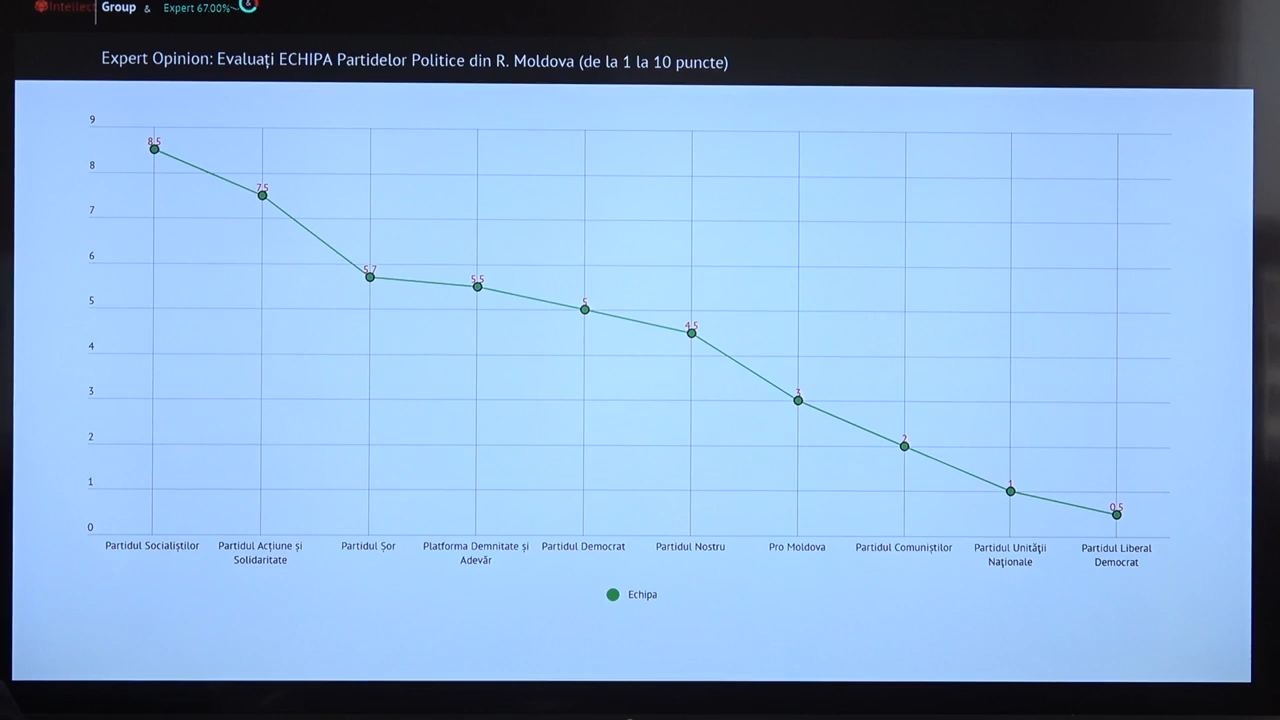 Intellect Group & Expert 67.00% &
Expert Opinion: Evaluați ECHIPA Partidelor Politice din R. Moldova (de la 1 la 10 puncte)
9
8
7
6
5
4
3
2
1
0
8.5
7.5
5.7
5.5
5
4.5
3
2
1
0.5
Partidul Socialiștilor
Partidul Acțiune și
Solidaritate
Partidul Șor
Platforma Demnitate și
Adevăr
Partidul Democrat
Partidul Nostru
Pro Moldova
Partidul Comuniștilor
Partidul Unităţii
Naţionale
Partidul Liberal
Democrat
Echipa